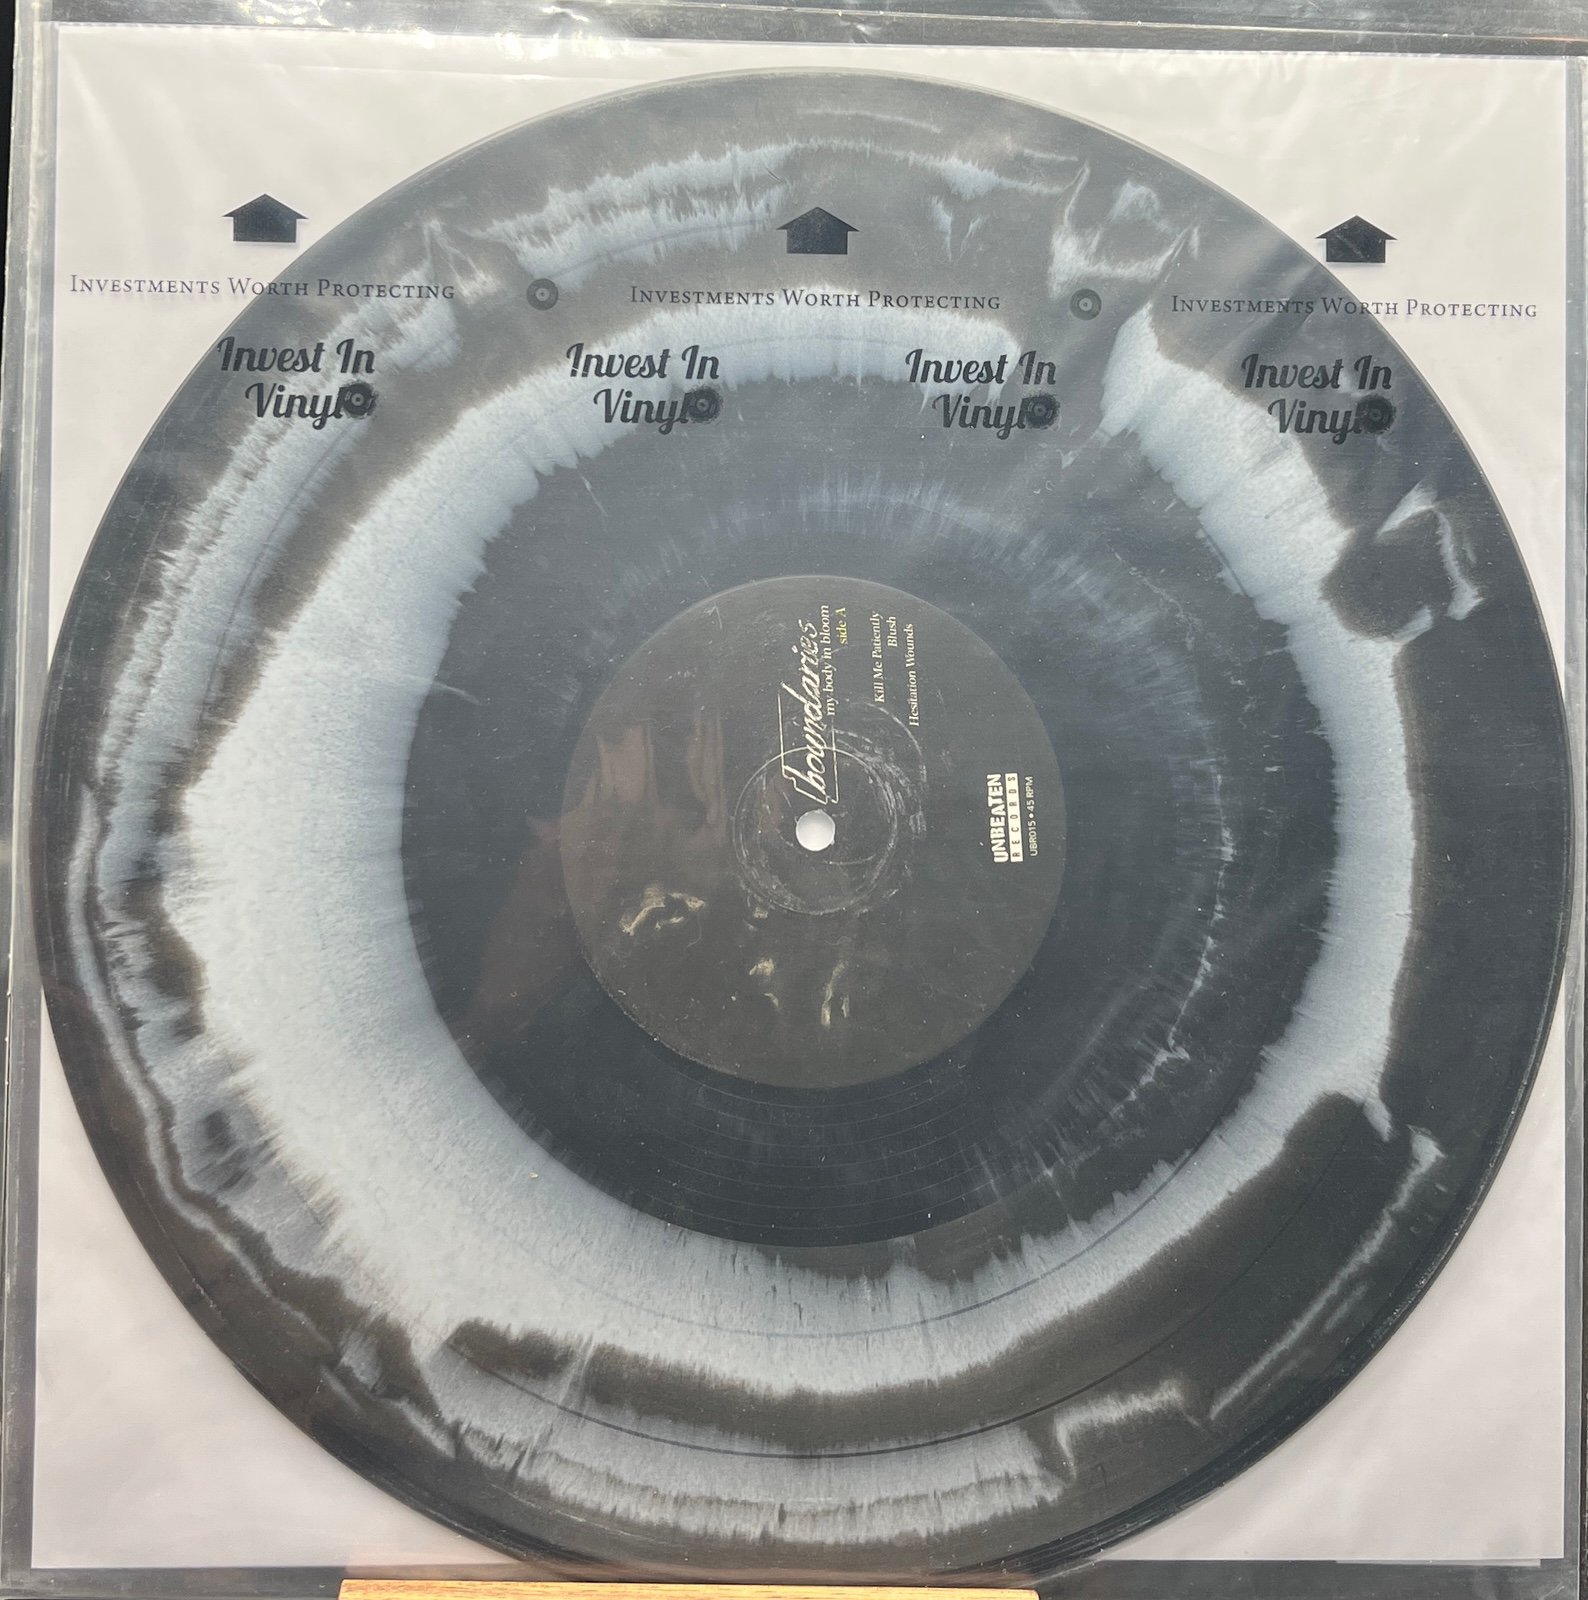 Investments Worth Protecting
Investments Worth Protecting
Investments Worth Protecting
Invest In
Vinyl
Invest In
Vinyl
Invest In
Vinyl
Invest In
Vinyl
boundaries
my body in bloom
side A
Kill Me Patiently
Blush
Hesitation Wounds
UNBEATEN
RECORDS
UBR015 • 45 RPM